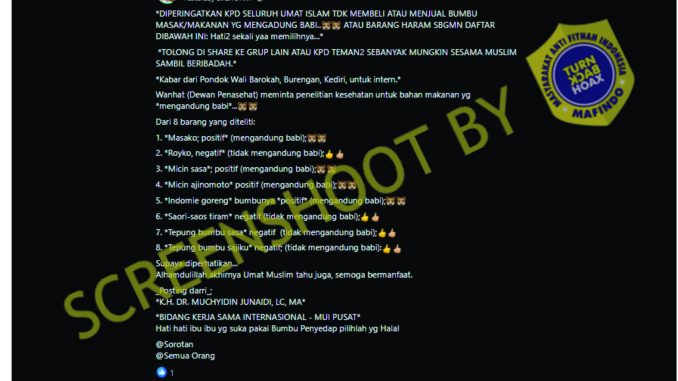 *DIPERINGATKAN KPD SELURUH UMAT ISLAM TDK MEMBELI ATAU MENJUAL BUMBU
MASAK/MAKANAN YG MENGADUNG BABI..🐹🐹 ATAU BARANG HARAM SBGMN DAFTAR
DIBAWAH INI: Hati2 sekali yaa memilihnya...*
*TOLONG DI SHARE KE GRUP LAIN ATAU KPD TEMAN2 SEBANYAK MUNGKIN SESAMA MUSLIM
SAMBIL BERIBADAH.*
*Kabar dari Pondok Wali Barokah, Burengan, Kediri, untuk intern.*
Wanhat (Dewan Penasehat) meminta penelitian kesehatan untuk bahan makanan yg
*mengandung babi*...🐹🐹
Dari 8 barang yang diteliti:
1. *Masako; positif* (mengandung babi);🐹🐹
2. *Royko, negatif* (tidak mengandung babi);👍👍
3. *Micin sasa*; positif (mengandung babi);🐹🐹
4. *Micin ajinomoto* positif (mengandung babi);🐹🐹
5. *Indomie goreng* bumbunya *positif* (mengandung babi);🐹🐹
6. *Saori-saos tiram* negatif (tidak mengandung babi);👍👍
7. *Tepung bumbu sasa* negatif (tidak mengandung babi);👍👍
8. *Tepung bumbu sajiku* negatif; (tidak mengandung babi);👍👍
Supaya diperhatikan...
Alhamdulillah akhirnya Umat Muslim tahu juga, semoga bermanfaat.
_Posting darri_;
*K.H. DR. MUCHYIDIN JUNAIDI, LC, MA*
*BIDANG KERJA SAMA INTERNASIONAL - MUI PUSAT*
Hati hati ibu ibu yg suka pakai Bumbu Penyedap pilihlah yg Halal
@Sorotan
@Semua Orang
1
SCREENSHOOT BY
MASYARAKAT ANTI FITNAH INDONESIA
TURN
BACK
HOAX
MAFINDO